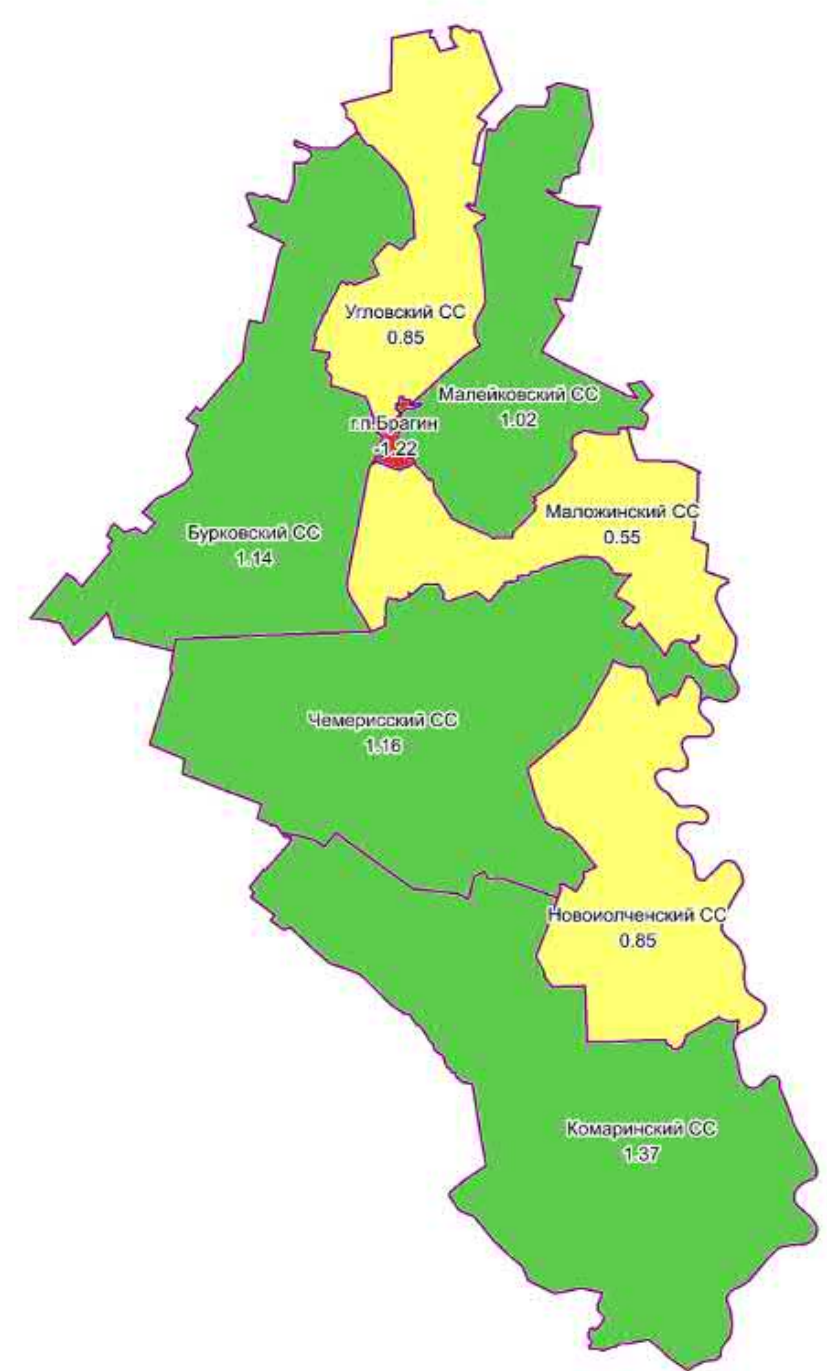 Угловский СС
0.85
Малейковский СС
1.02
г.п.Брагин
-1.22
Маложинский СС
0.55
Бурковский СС
1.14
Чемерисский СС
1.16
Новоиолченский СС
0.85
Комаринский СС
1.37